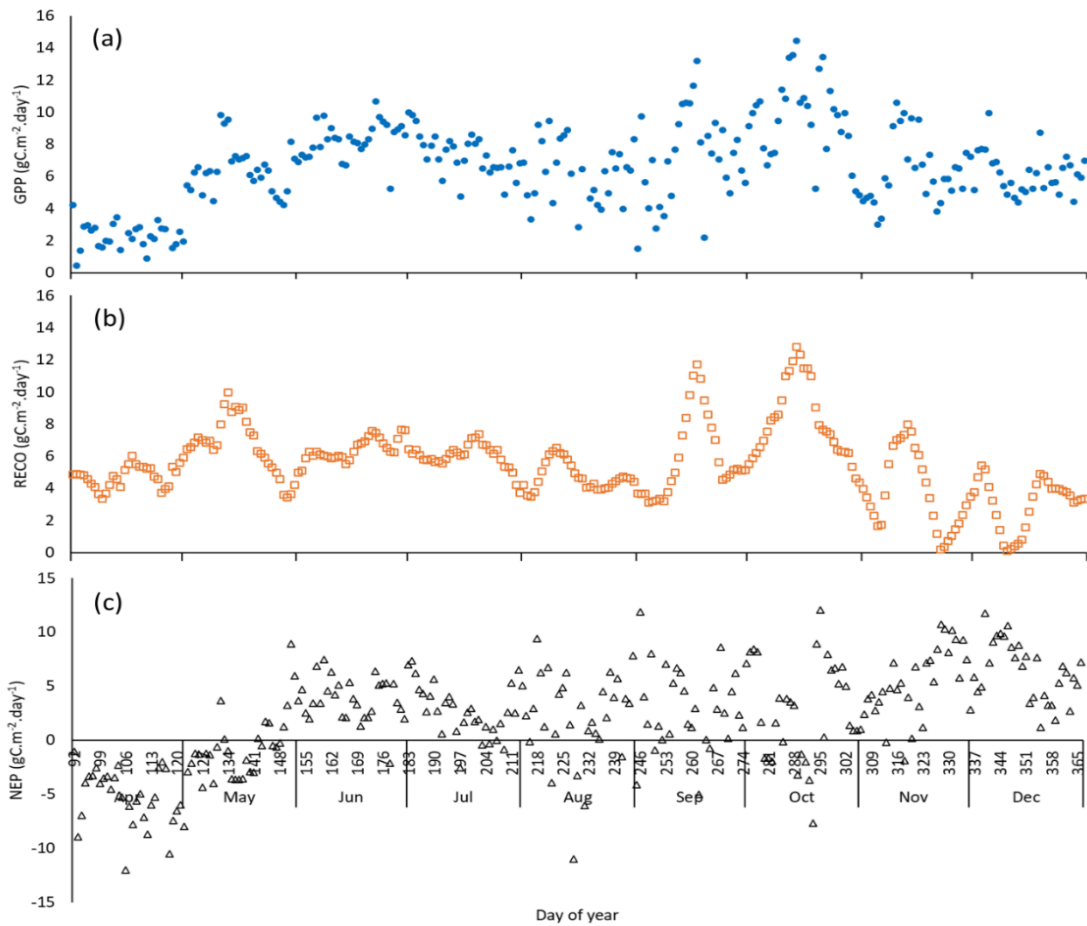 (a)
16
14
12
10
8
6
4
2
0
GPP (gC.m⁻².day⁻¹)
(b)
16
14
12
10
8
6
4
2
0
RECO (gC.m⁻².day⁻¹)
(c)
15
10
5
0
-5
-10
-15
NEP (gC.m⁻².day⁻¹)
92 99 106 113 120 127 134 141 148 155 162 169 176 183 190 197 204 211 218 225 232 239 246 253 260 267 274 281 288 295 302 309 316 323 330 337 344 351 358 365
Apr May Jun Jul Aug Sep Oct Nov Dec
Day of year